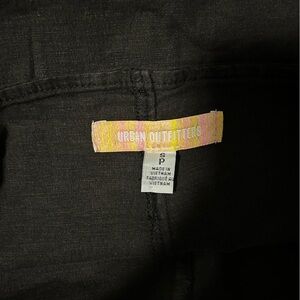 URBAN OUTFITTERS
S
P
MADE IN
VIETNAM
FABRIQUÉ AU
VIETNAM